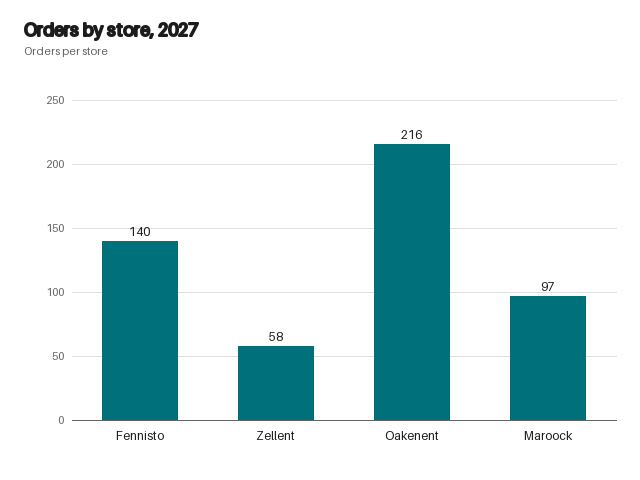 Orders by store, 2027
Orders per store
250
200
150
100
50
0
140
58
216
97
Fennisto
Zellent
Oakenent
Maroock